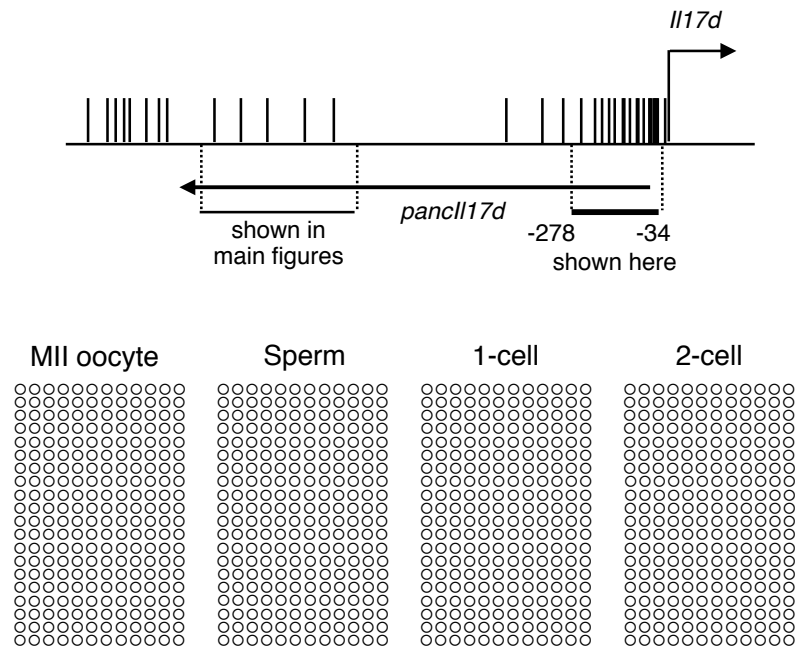 Il17d
pancIl17d
shown in
main figures
-278
-34
shown here
MII oocyte
Sperm
1-cell
2-cell